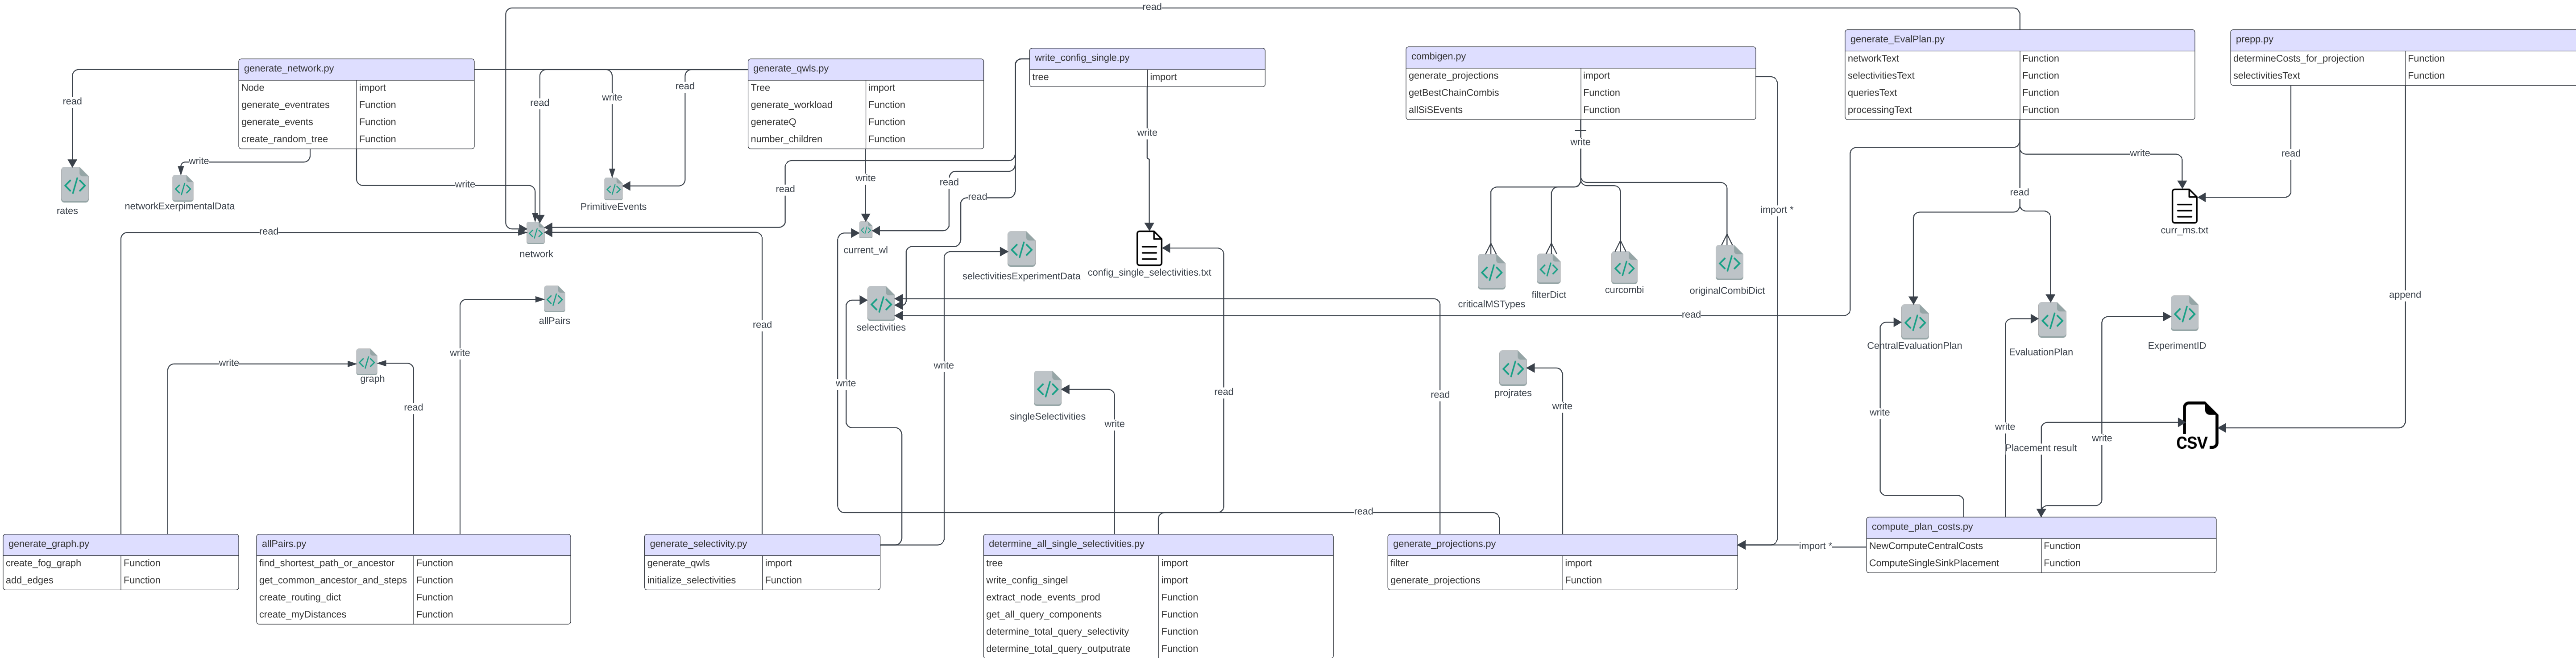 read
generate_network.py
Node import
generate_eventrates Function
generate_events Function
create_random_tree Function
generate_qwls.py
Tree import
generate_workload Function
generateQ Function
number_children Function
write_config_single.py
tree import
combigen.py
generate_projections import
getBestChainCombis Function
allSiSEvents Function
generate_EvalPlan.py
networkText Function
selectivitiesText Function
queriesText Function
processingText Function
prepp.py
determineCosts_for_projection Function
selectivitiesText Function
read
read
write
read
write
write
write
write
write
read
read
read
import *
read
write
read
rates
networkExerpimentalData
PrimitiveEvents
network
current_wl
selectivitiesExperimentData
config_single_selectivities.txt
criticalMSTypes
filterDict
curcombi
originalCombiDict
curr_ms.txt
read
allPairs
selectivities
read
read
append
CentralEvaluationPlan
EvaluationPlan
ExperimentID
write
graph
write
read
write
write
singleSelectivities
write
read
read
projrates
write
write
write
Placement result
write
CSV
read
generate_graph.py
create_fog_graph Function
add_edges Function
allPairs.py
find_shortest_path_or_ancestor Function
get_common_ancestor_and_steps Function
create_routing_dict Function
create_myDistances Function
generate_selectivity.py
generate_qwls import
initialize_selectivities Function
determine_all_single_selectivities.py
tree import
write_config_singel import
extract_node_events_prod Function
get_all_query_components Function
determine_total_query_selectivity Function
determine_total_query_outputrate Function
generate_projections.py
filter import
generate_projections Function
import *
compute_plan_costs.py
NewComputeCentralCosts Function
ComputeSingleSinkPlacement Function